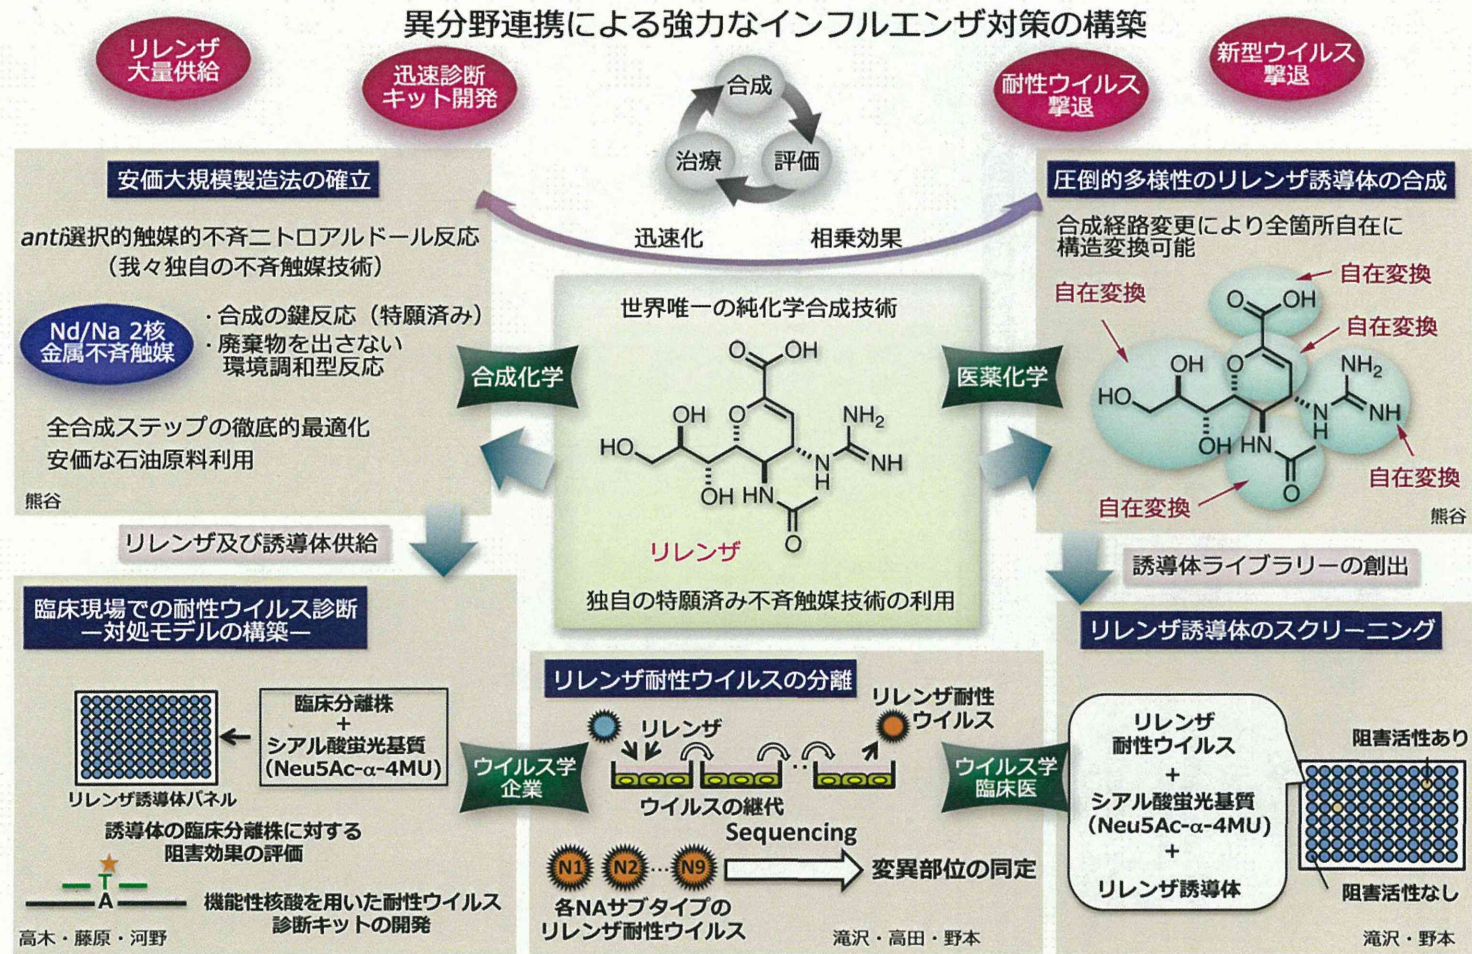 異分野連携による強力なインフルエンザ対策の構築
リレンザ
大量供給
迅速診断
キット開発
合成
治療
評価
耐性ウイルス
撃退
新型ウイルス
撃退
安価大規模製造法の確立
anti選択的触媒的不斉ニトロアルドール反応
（我々独自の不斉触媒技術）
Nd/Na 2核
金属不斉触媒
・合成の鍵反応（特願済み）
・廃棄物を出さない
環境調和型反応
全合成ステップの徹底的最適化
安価な石油原料利用
熊谷
迅速化
相乗効果
合成化学
世界唯一の純化学合成技術
O
OH
OH
O
NH2
HO
N
H
NH
OH
HN
O
リレンザ
独自の特願済み不斉触媒技術の利用
医薬化学
圧倒的多様性のリレンザ誘導体の合成
合成経路変更により全箇所自在に
構造変換可能
自在変換
自在変換
自在変換
O
OH
OH
O
NH2
HO
N
H
NH
OH
HN
O
自在変換
自在変換
熊谷
リレンザ及び誘導体供給
誘導体ライブラリーの創出
臨床現場での耐性ウイルス診断
ー対処モデルの構築ー
臨床分離株
+
シアル酸蛍光基質
(Neu5Ac-α-4MU)
リレンザ誘導体パネル
誘導体の臨床分離株に対する
阻害効果の評価
T
A
機能性核酸を用いた耐性ウイルス
診断キットの開発
高木・藤原・河野
ウイルス学
企業
リレンザ耐性ウイルスの分離
リレンザ
リレンザ耐性
ウイルス
‥
ウイルスの継代
Sequencing
N1
N2
…
N9
変異部位の同定
各NAサブタイプの
リレンザ耐性ウイルス
滝沢・高田・野本
ウイルス学
臨床医
リレンザ誘導体のスクリーニング
リレンザ
耐性ウイルス
+
シアル酸蛍光基質
(Neu5Ac-α-4MU)
+
リレンザ誘導体
阻害活性あり
阻害活性なし
滝沢・野本